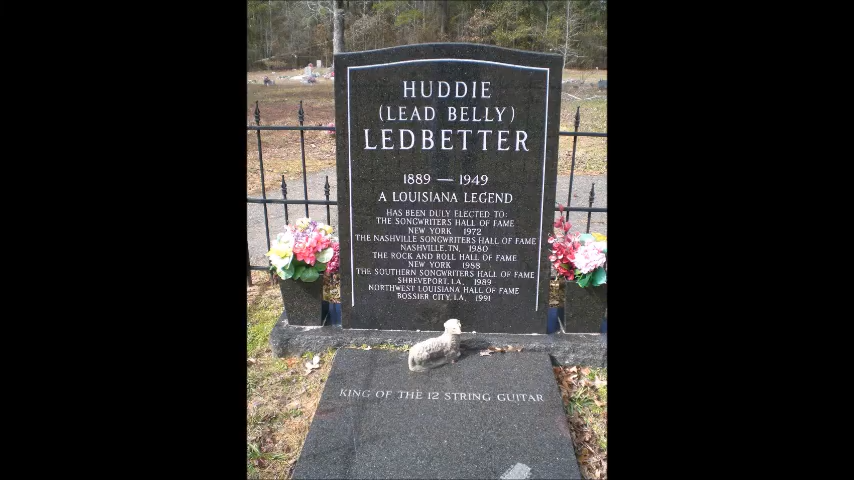 HUDDIE
(LEAD BELLY)
LEDBETTER
1889 — 1949
A LOUISIANA LEGEND
HAS BEEN DULY ELECTED TO:
THE SONGWRITERS HALL OF FAME
NEW YORK 1972
THE NASHVILLE SONGWRITERS HALL OF FAME
NASHVILLE, TN, 1980
THE ROCK AND ROLL HALL OF FAME
NEW YORK 1988
THE SOUTHERN SONGWRITERS HALL OF FAME
SHREVEPORT, LA, 1989
NORTHWEST LOUISIANA HALL OF FAME
BOSSIER CITY, LA, 1991
KING OF THE 12 STRING GUITAR